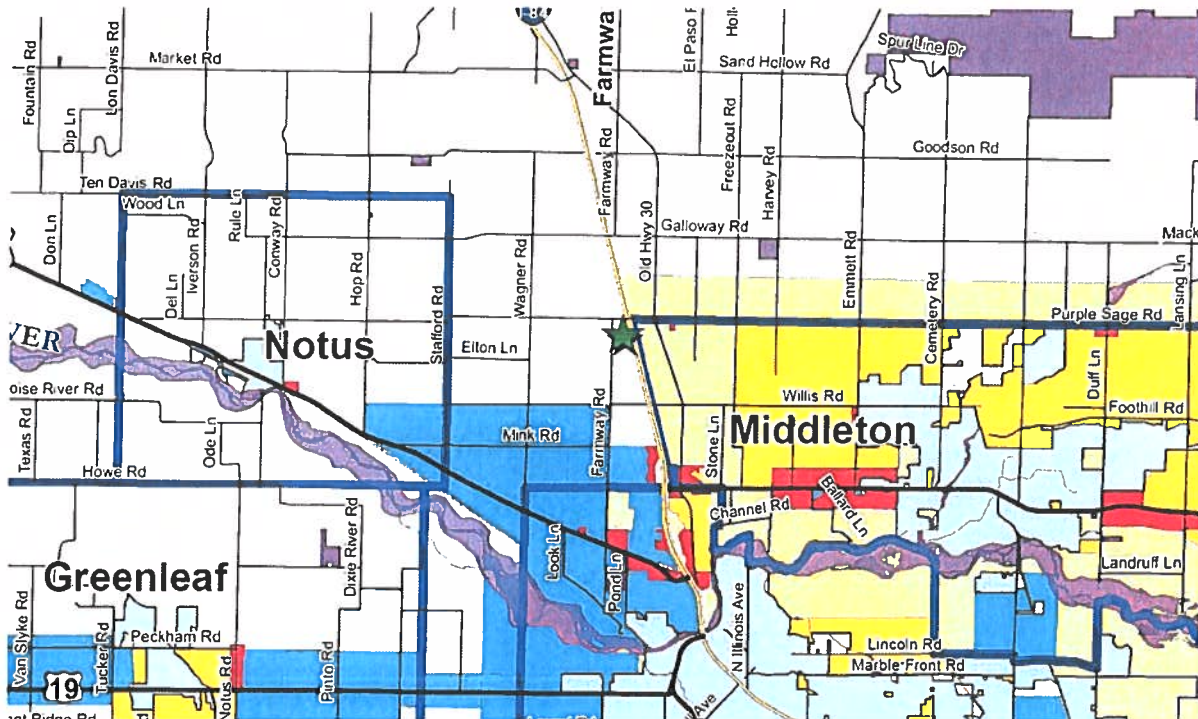 84
Farmwa
El Paso
Spur Line Dr
Market Rd
Sand Hollow Rd
Fountain Rd
Lon Davis Rd
Dip Ln
Goodson Rd
Freezeout Rd
Harvey Rd
Farmway Rd
Ten Davis Rd
Wood Ln
Rule Ln
Don Ln
Iverson Rd
Conway Rd
Old Hwy 30
Galloway Rd
Wagner Rd
Hop Rd
Del Ln
Emmett Rd
Cemetery Rd
Lansing Ln
Purple Sage Rd
Stafford Rd
VER
Notus
Elton Ln
Duff Ln
oise River Rd
Willis Rd
Foothill Rd
Texas Rd
Ode Ln
Mink Rd
Farmway Rd
Stone Ln
Middleton
Howe Rd
Ballard Ln
Channel Rd
Dixie River Rd
Look Ln
Pond Ln
Greenleaf
Landruff Ln
N Illinois Ave
Van Slyke Rd
Tucker Rd
Peckham Rd
Notus Rd
Pinto Rd
Lincoln Rd
Marble Front Rd
19
Ave